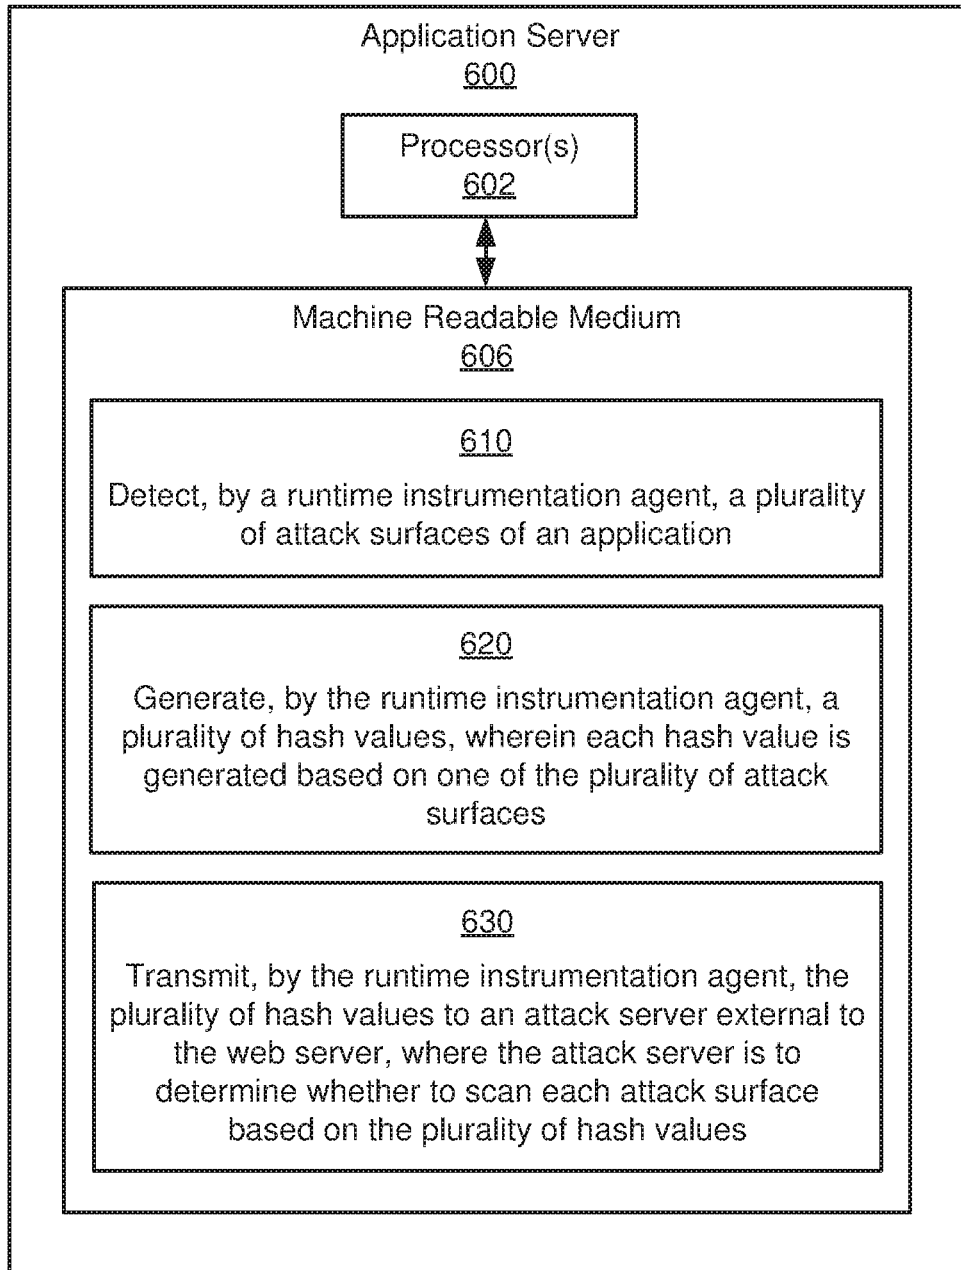 Application Server
600
Processor(s)
602
Machine Readable Medium
606
610
Detect, by a runtime instrumentation agent, a plurality
of attack surfaces of an application
620
Generate, by the runtime instrumentation agent, a
plurality of hash values, wherein each hash value is
generated based on one of the plurality of attack
surfaces
630
Transmit, by the runtime instrumentation agent, the
plurality of hash values to an attack server external to
the web server, where the attack server is to
determine whether to scan each attack surface
based on the plurality of hash values